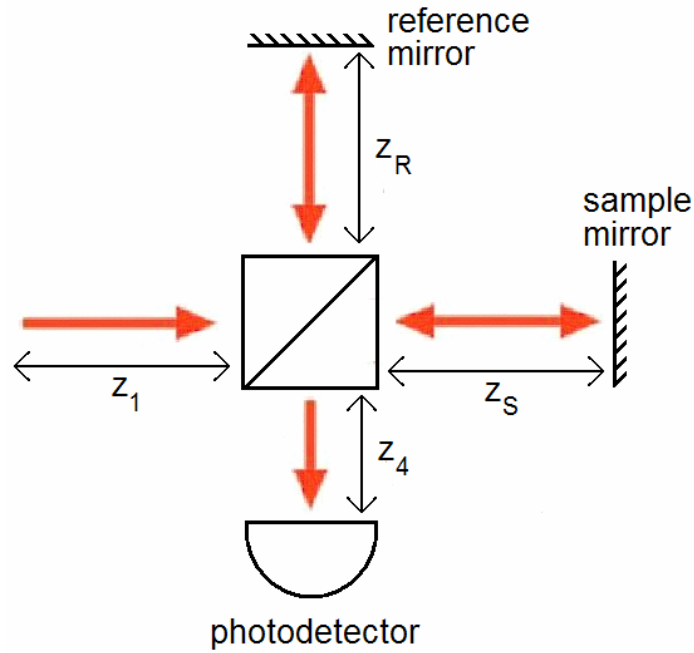 reference
mirror
z_R
sample
mirror
z_1
z_S
z_4
photodetector